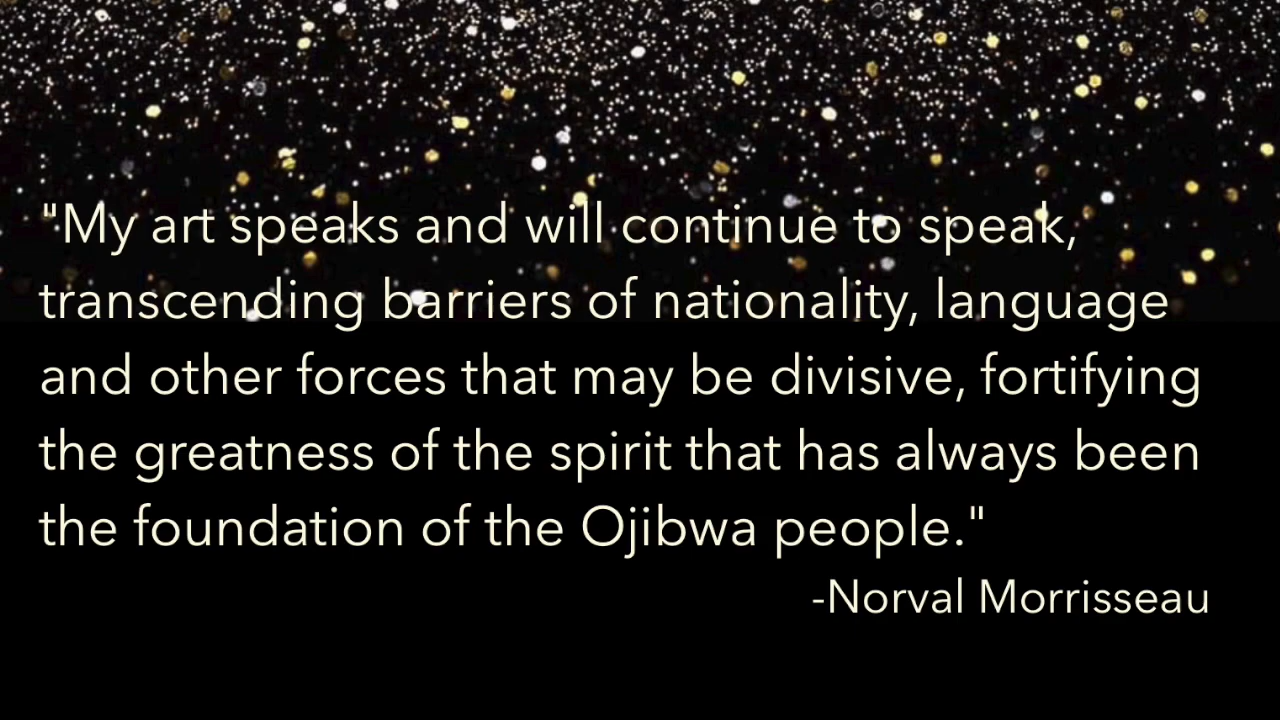 "My art speaks and will continue to speak,
transcending barriers of nationality, language
and other forces that may be divisive, fortifying
the greatness of the spirit that has always been
the foundation of the Ojibwa people."
-Norval Morrisseau